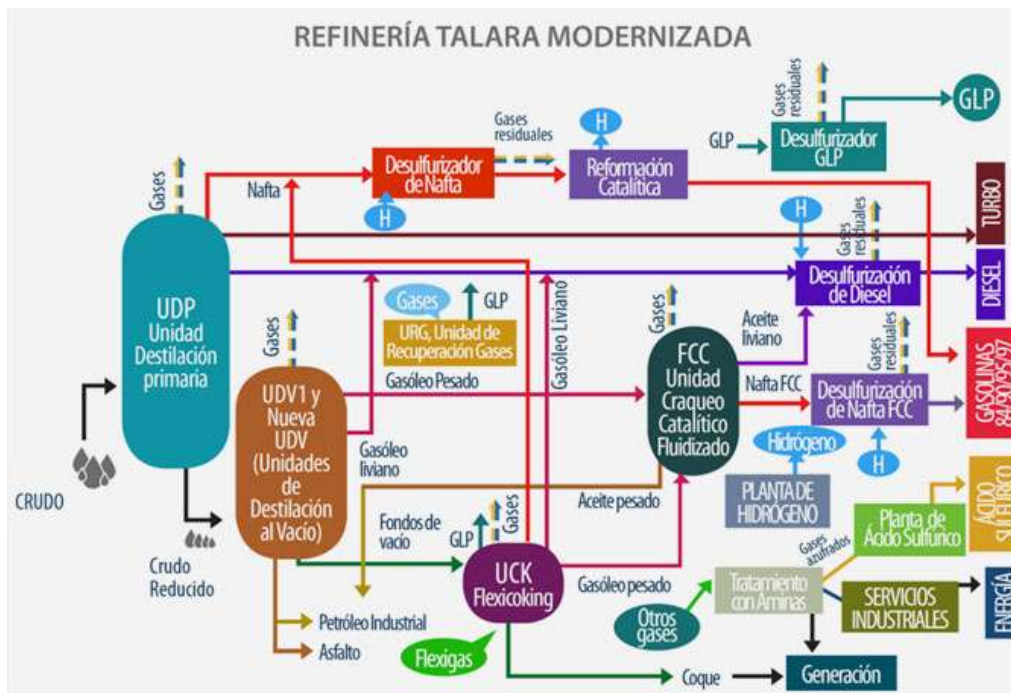 REFINERÍA TALARA MODERNIZADA
Gases
Nafta
Desulfurizador
de Nafta
H
Gases
residuales
H
Reformación
Catalítica
GLP
Gases
residuales
Desulfurizador
GLP
GLP
TURBO
DIESEL
GASOLINAS
84/90/95/97
UDP
Unidad
Destilación
primaria
CRUDO
Crudo
Reducido
Gases
UDV1 y
Nueva
UDV
(Unidades
de
Destilación
al Vacío)
Gases
GLP
URG, Unidad de
Recuperación Gases
Gasóleo Pesado
Gasóleo
liviano
Gasóleo Liviano
Gases
FCC
Unidad
Craqueo
Catalítico
Fluidizado
Aceite
liviano
Nafta FCC
H
Gases
residuales
Desulfurización
de Diesel
Gases
residuales
Desulfurización
de Nafta FCC
H
Hidrógeno
PLANTA DE
HIDRÓGENO
Aceite pesado
Fondos de
vacío
GLP
Gases
UCK
Flexicoking
Gasóleo pesado
Flexigas
Petróleo Industrial
Asfalto
Coque
Generación
Otros
gases
Tratamiento
con Aminas
Gases
azufrados
Planta de
Ácido Sulfúrico
ÁCIDO
SULFÚRICO
SERVICIOS
INDUSTRIALES
ENERGÍA